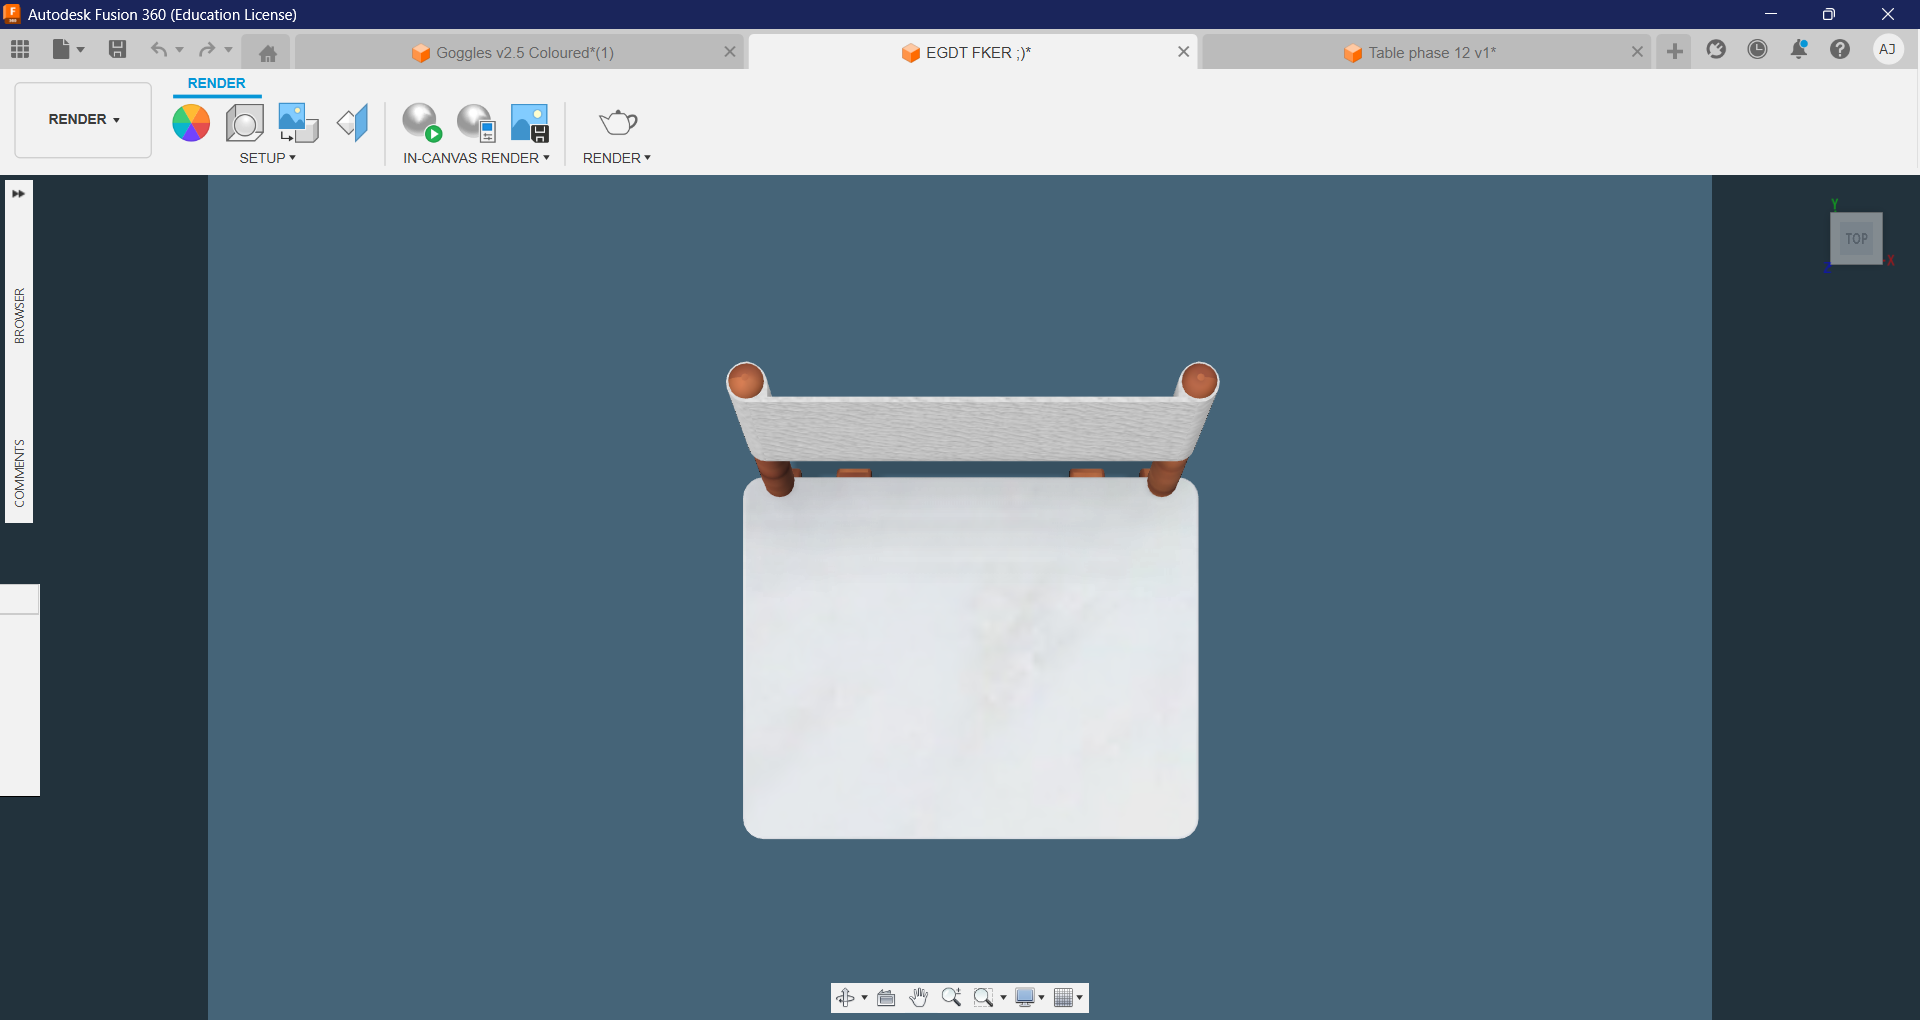 Autodesk Fusion 360 (Education License)
Goggles v2.5 Coloured*(1)
EGDT FKER ;)*
Table phase 12 v1*
AJ
RENDER
RENDER
SETUP
IN-CANVAS RENDER
RENDER
BROWSER
COMMENTS
Y
TOP
Z
X